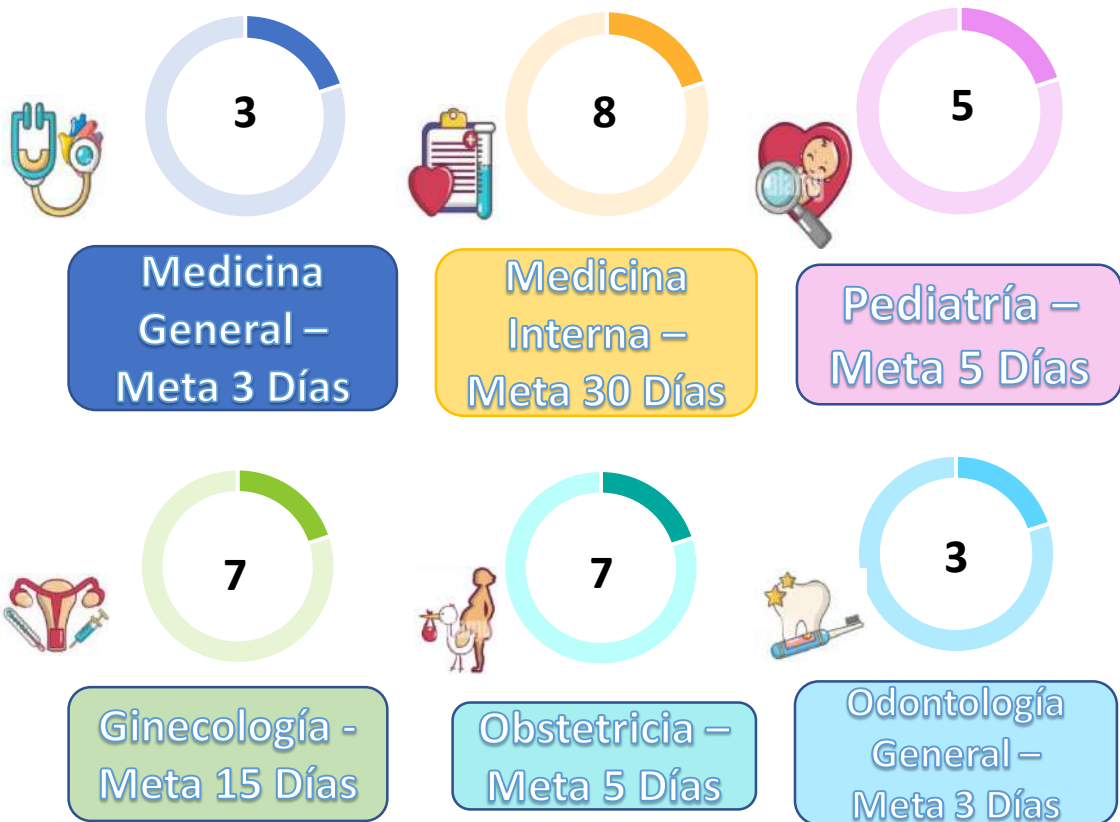 3
8
5
Medicina
General –
Meta 3 Días
Medicina
Interna –
Meta 30 Días
Pediatría –
Meta 5 Días
7
7
3
Ginecología -
Meta 15 Días
Obstetricia –
Meta 5 Días
Odontología
General –
Meta 3 Días